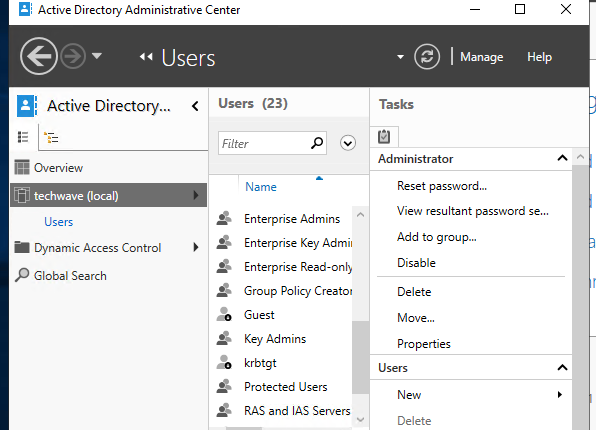 Active Directory Administrative Center
Users
Manage
Help
Active Directory...
Overview
techwave (local)
Users
Dynamic Access Control
Global Search
Users (23)
Filter
Name
Enterprise Admins
Enterprise Key Admi
Enterprise Read-only
Group Policy Creator
Guest
Key Admins
krbtgt
Protected Users
RAS and IAS Servers
Tasks
Administrator
Reset password...
View resultant password se...
Add to group...
Disable
Delete
Move...
Properties
Users
New
Delete